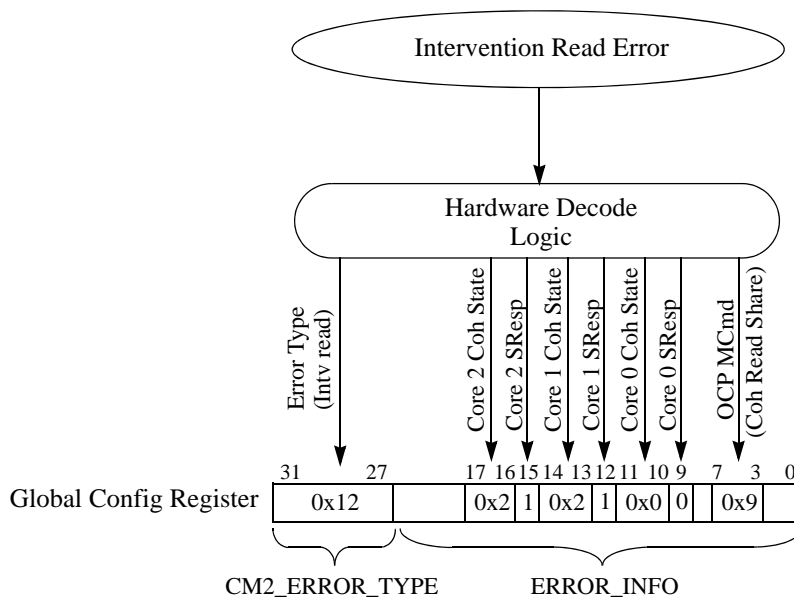 Intervention Read Error
Hardware Decode
Logic
Error Type
(Intv read)
Core 2 Coh State
Core 2 SResp
Core 1 Coh State
Core 1 SResp
Core 0 Coh State
Core 0 SResp
OCP MCmd
(Coh Read Share)
31 27 17 16 15 14 13 12 11 10 9 7 3 0
Global Config Register 0x12 0x2 1 0x2 1 0x0 0 0x9
CM2_ERROR_TYPE ERROR_INFO